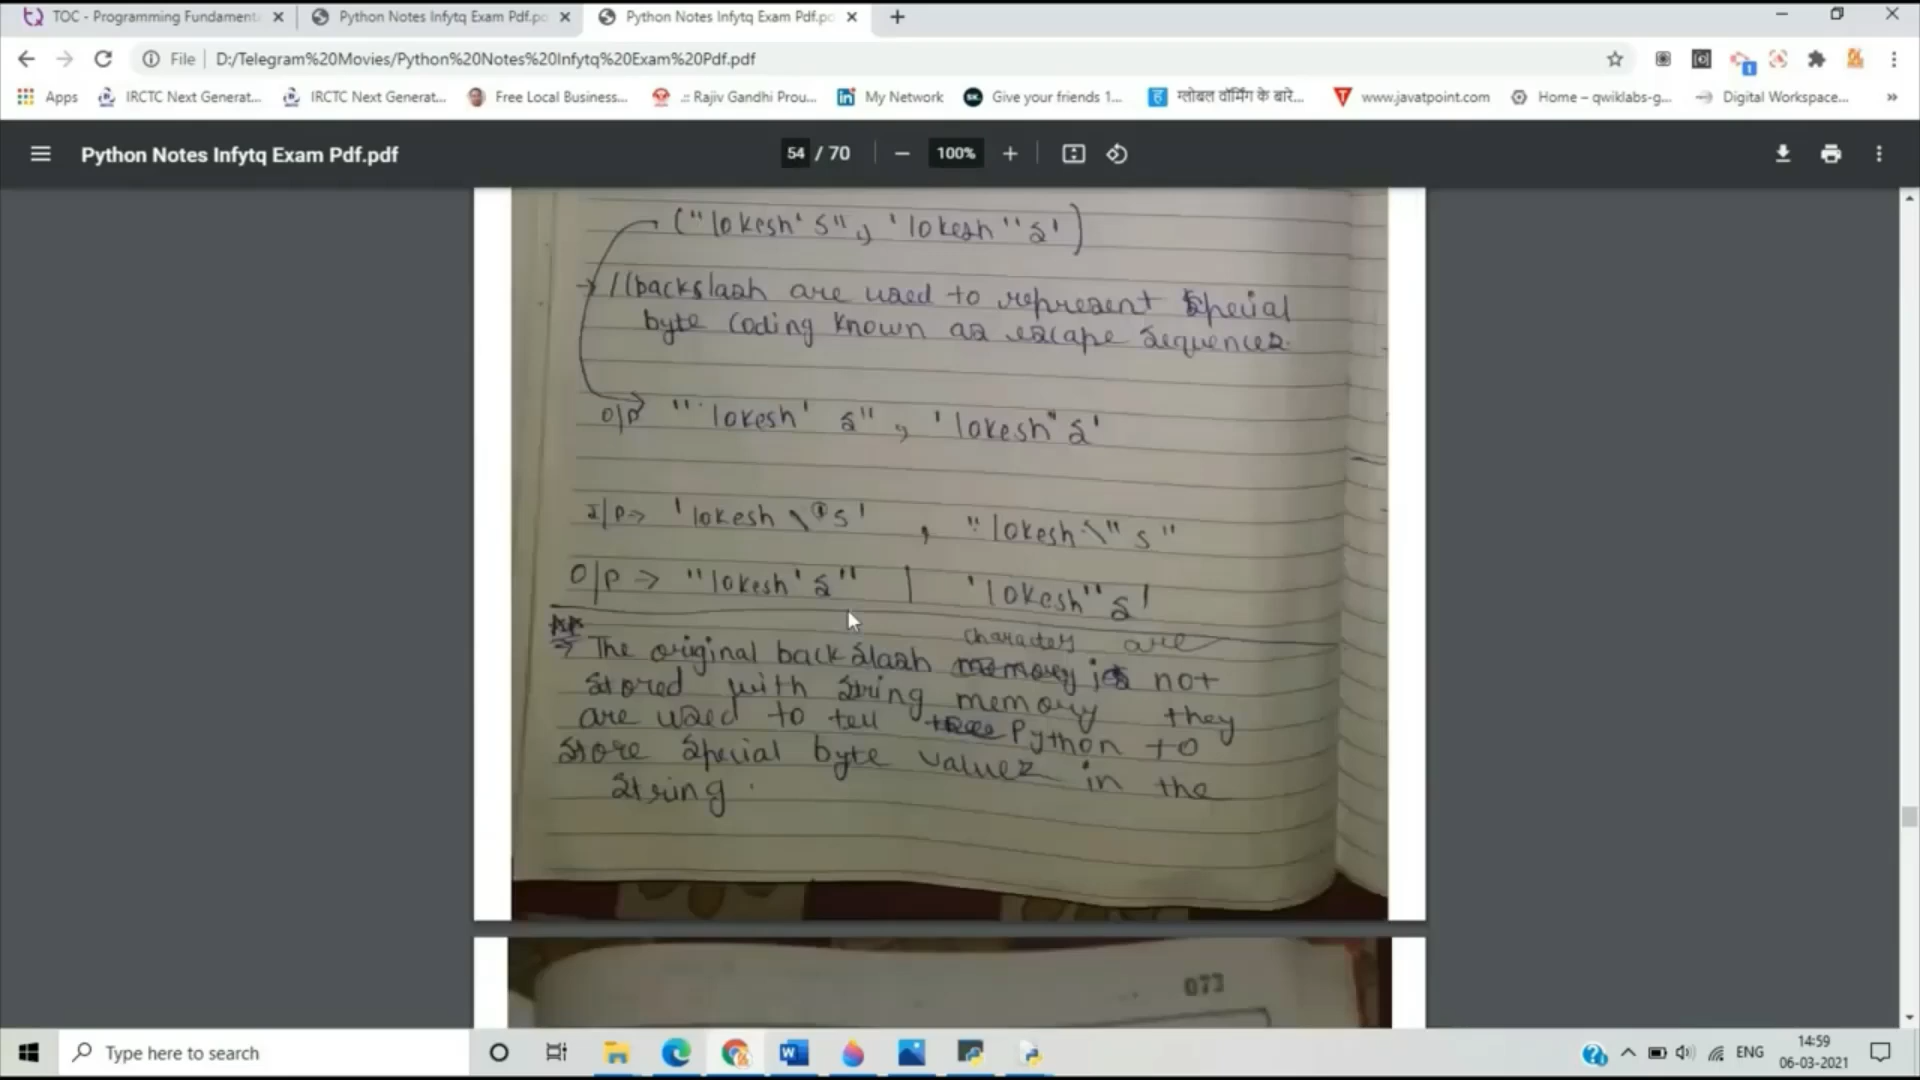 TOC - Programming Fundament
Python Notes Infytq Exam Pdf.po
Python Notes Infytq Exam Pdf.po
File | D:/Telegram%20Movies/Python%20Notes%20Infytq%20Exam%20Pdf.pdf
Apps
IRCTC Next Generat...
IRCTC Next Generat...
Free Local Business...
.:: Rajiv Gandhi Prou...
My Network
Give your friends 1...
ग्लोबल वॉर्मिंग के बारे...
www.javatpoint.com
Home – qwiklabs-g...
Digital Workspace...
»
Python Notes Infytq Exam Pdf.pdf
54 / 70
100%
("lokesh' s", 'lokesh "s')
→ //backslash are used to represent special
byte coding known as escape sequences.
O/P "lokesh' s", 'lokesh"s'
I/P → 'lokesh \'s' , "lokesh \" s"
O/P → "lokesh's" | 'lokesh"s'
→ The original backslash character are not
stored with string memory they
are used to tell Python to
store special byte values in the
string.
073
Type here to search
ENG
14:59
06-03-2021